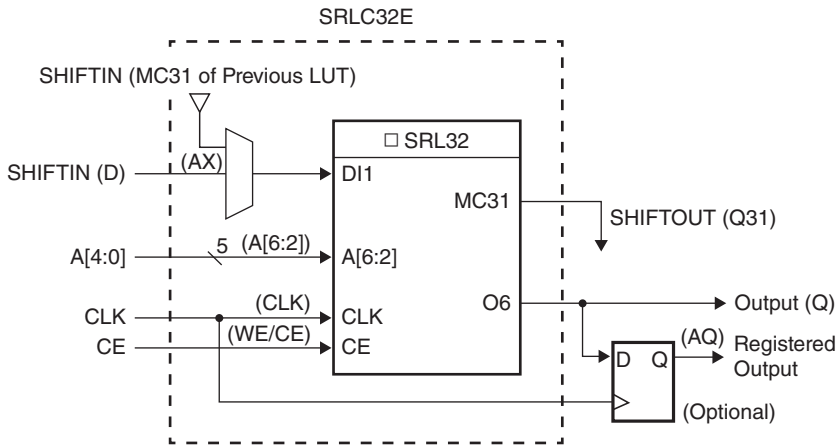 SRLC32E
SHIFTIN (MC31 of Previous LUT)
□ SRL32
SHIFTIN (D)
(AX)
DI1
MC31
SHIFTOUT (Q31)
A[4:0]
5
(A[6:2])
A[6:2]
CLK
(CLK)
CLK
O6
Output (Q)
CE
(WE/CE)
CE
D
Q
(AQ)
Registered
Output
(Optional)